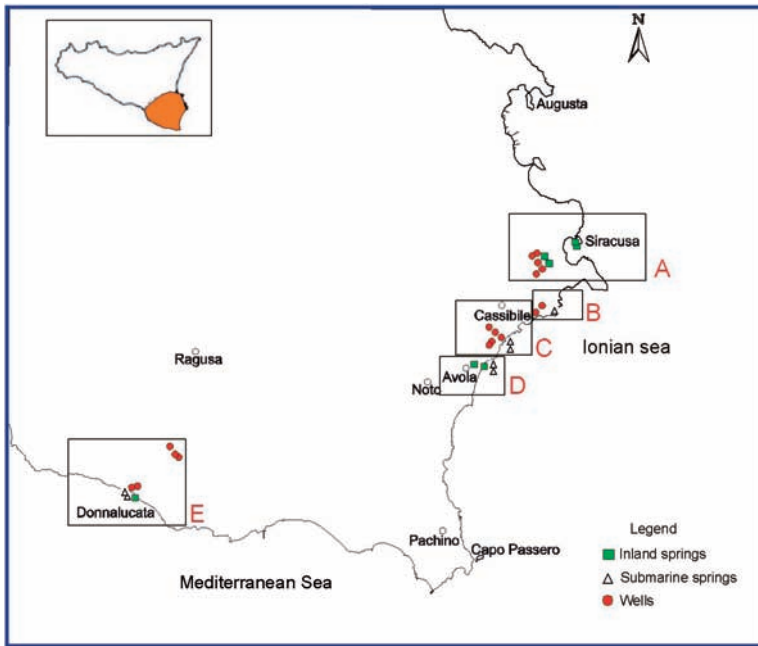 N
Augusta
Siracusa
A
B
Cassibile
Ionian sea
C
Ragusa
Avola
D
Noto
Donnalucata
E
Pachino
Capo Passero
Legend
Inland springs
Mediterranean Sea
Submarine springs
Wells